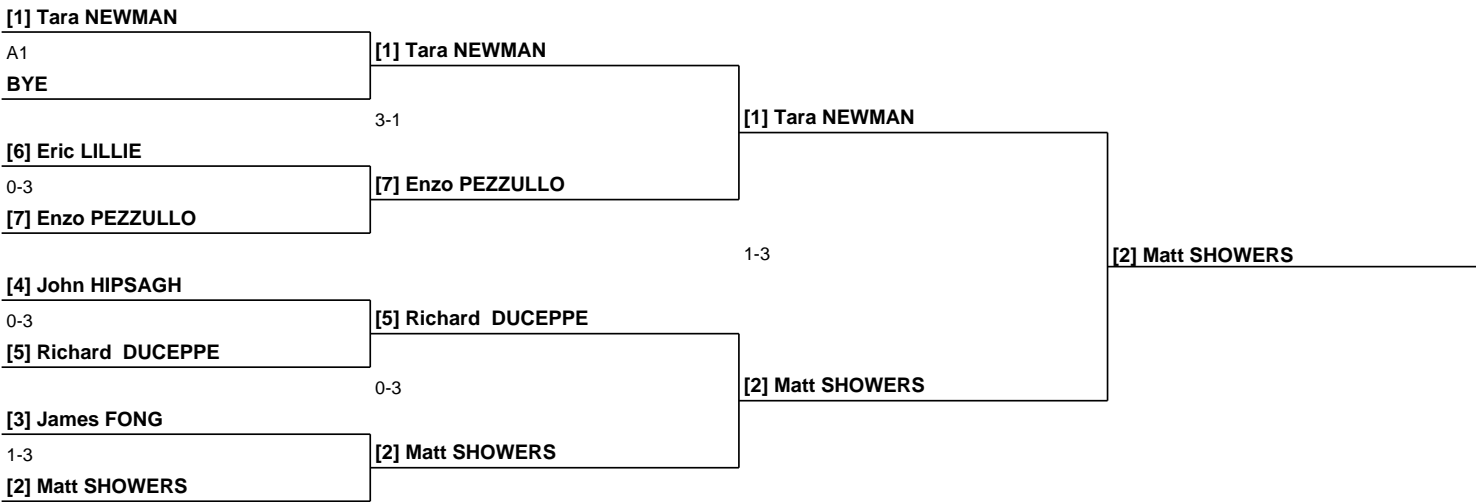 [1] Tara NEWMAN
A1
BYE
[6] Eric LILLIE
0-3
[7] Enzo PEZZULLO
[4] John HIPSAGH
0-3
[5] Richard  DUCEPPE
[3] James FONG
1-3
[2] Matt SHOWERS
[1] Tara NEWMAN
3-1
[7] Enzo PEZZULLO
[5] Richard  DUCEPPE
0-3
[2] Matt SHOWERS
[1] Tara NEWMAN
1-3
[2] Matt SHOWERS
[2] Matt SHOWERS